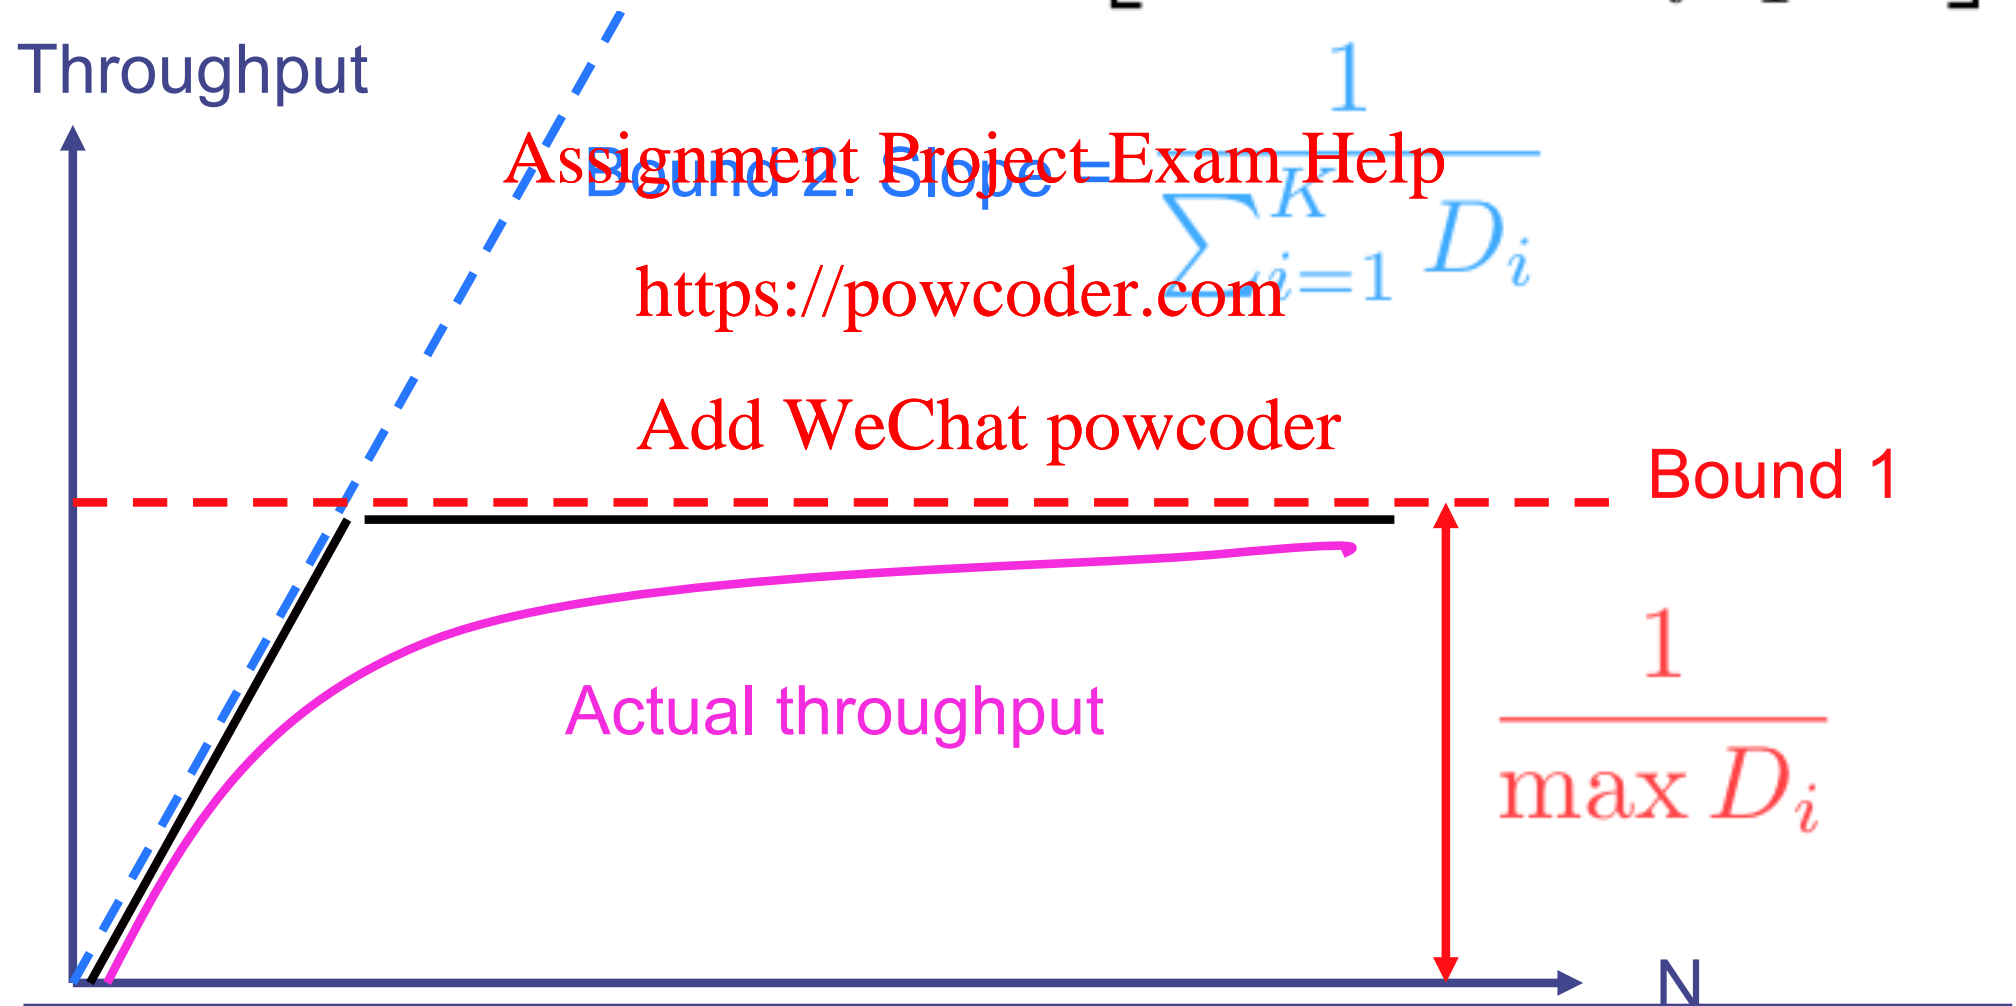 Throughput
1
Bound 2: Slope =
∑_{i=1}^{K} D_i
Assignment Project Exam Help
https://powcoder.com
Add WeChat powcoder
Bound 1
Actual throughput
1
max D_i
N